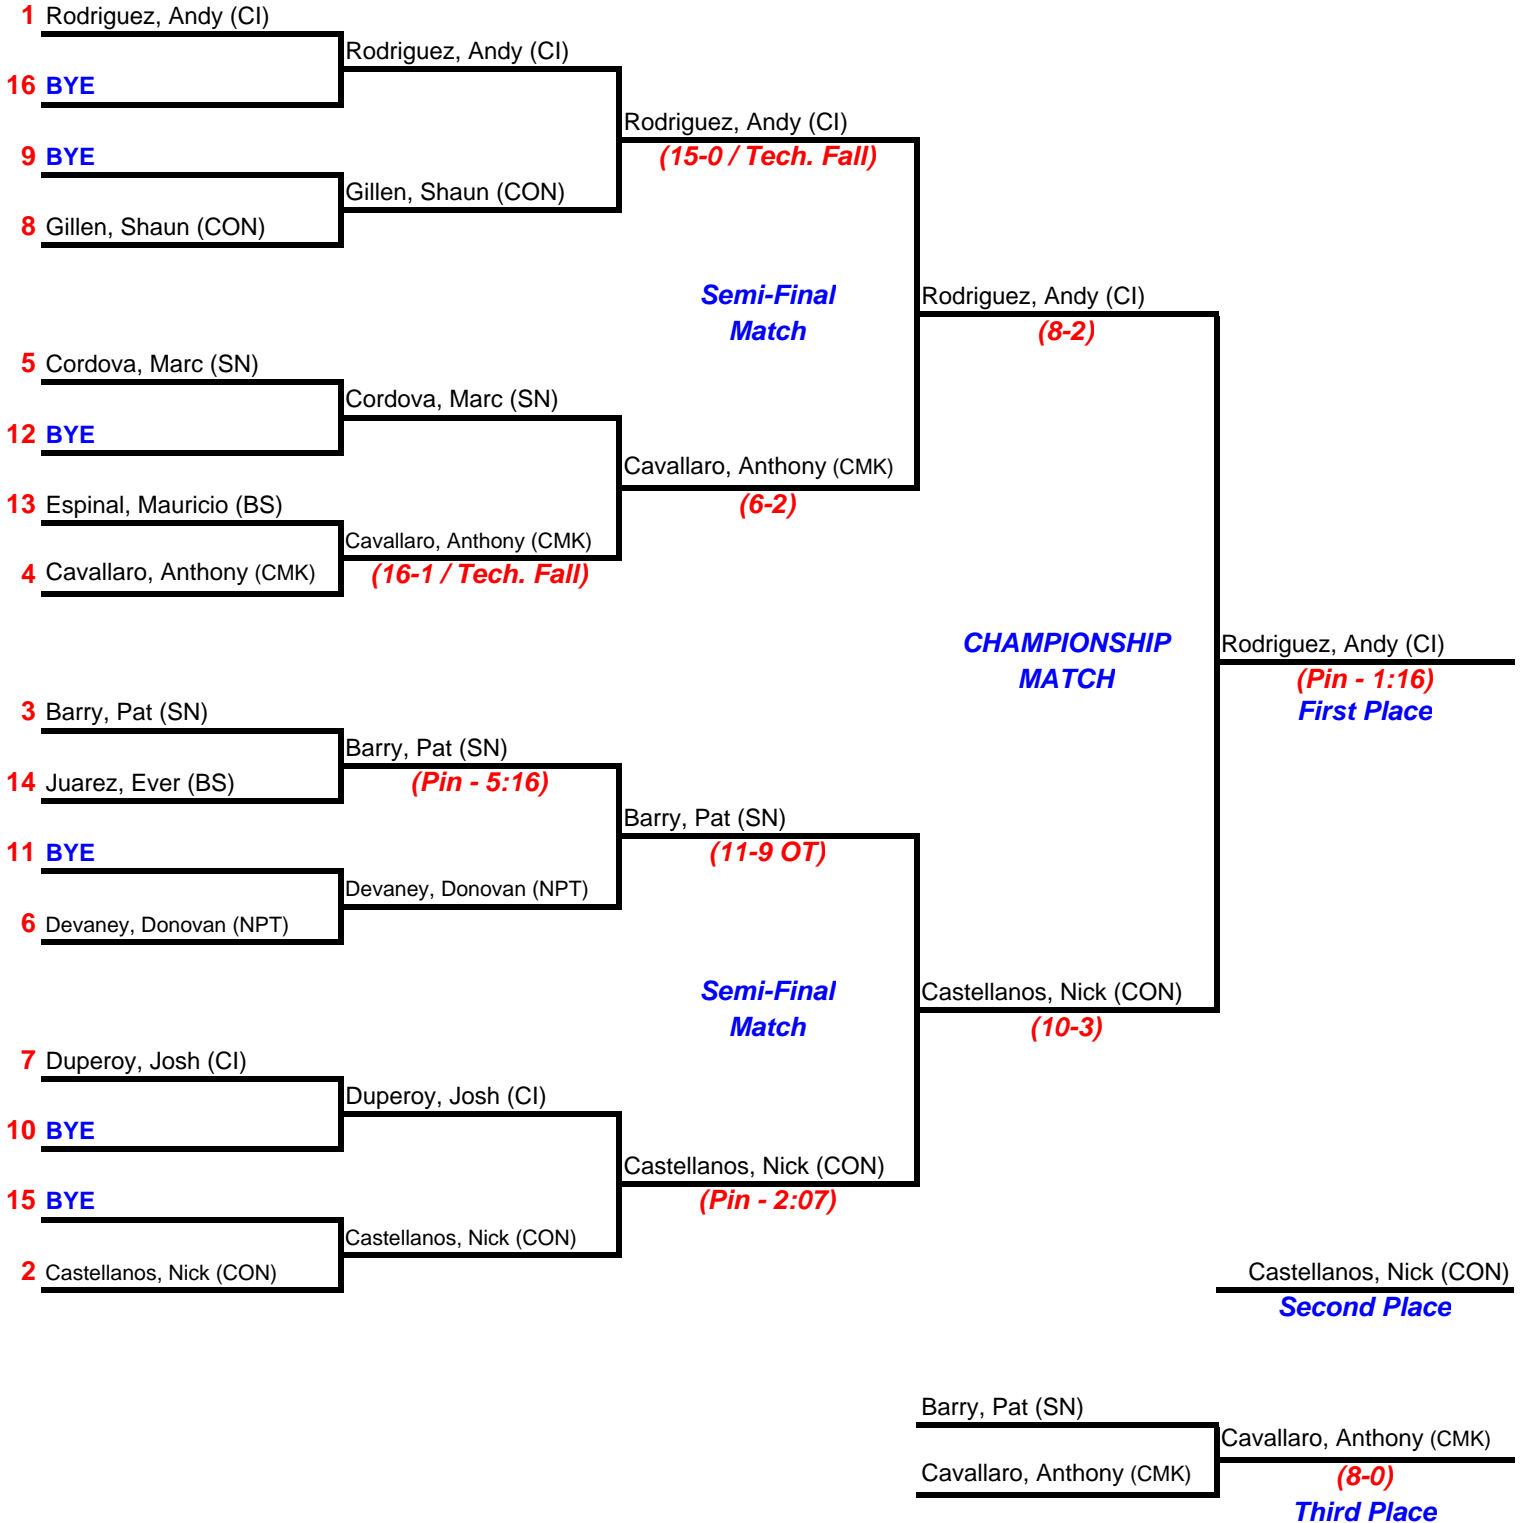 1 Rodriguez, Andy (CI)
Rodriguez, Andy (CI)
16 BYE
Rodriguez, Andy (CI)
(15-0 / Tech. Fall)
9 BYE
Gillen, Shaun (CON)
8 Gillen, Shaun (CON)
Semi-Final
Match
Rodriguez, Andy (CI)
(8-2)
5 Cordova, Marc (SN)
Cordova, Marc (SN)
12 BYE
Cavallaro, Anthony (CMK)
(6-2)
13 Espinal, Mauricio (BS)
Cavallaro, Anthony (CMK)
(16-1 / Tech. Fall)
4 Cavallaro, Anthony (CMK)
CHAMPIONSHIP
MATCH
Rodriguez, Andy (CI)
(Pin - 1:16)
First Place
3 Barry, Pat (SN)
Barry, Pat (SN)
(Pin - 5:16)
14 Juarez, Ever (BS)
Barry, Pat (SN)
(11-9 OT)
11 BYE
Devaney, Donovan (NPT)
6 Devaney, Donovan (NPT)
Semi-Final
Match
Castellanos, Nick (CON)
(10-3)
7 Duperoy, Josh (CI)
Duperoy, Josh (CI)
10 BYE
Castellanos, Nick (CON)
(Pin - 2:07)
15 BYE
Castellanos, Nick (CON)
2 Castellanos, Nick (CON)
Castellanos, Nick (CON)
Second Place
Barry, Pat (SN)
Cavallaro, Anthony (CMK)
Cavallaro, Anthony (CMK)
(8-0)
Third Place